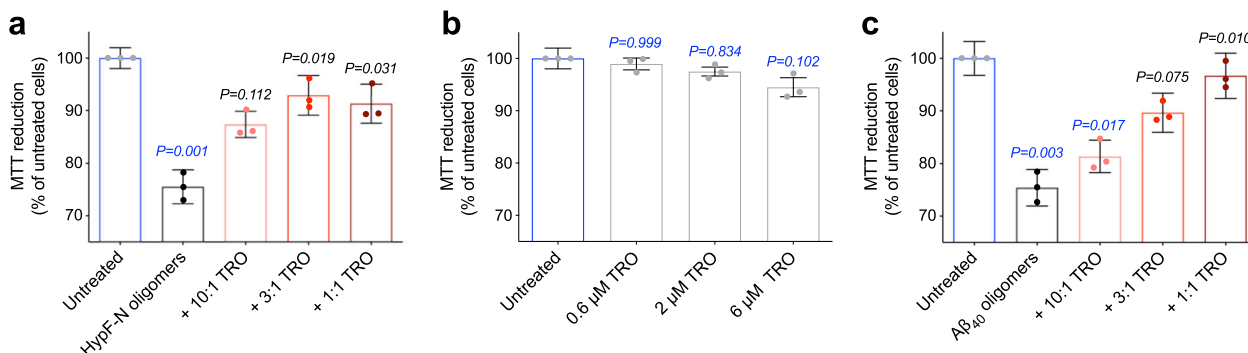 a
MTT reduction
(% of untreated cells)
100
90
80
70
P=0.001
P=0.112
P=0.019
P=0.031
Untreated
HypF-N oligomers
+ 10:1 TRO
+ 3:1 TRO
+ 1:1 TRO
b
MTT reduction
(% of untreated cells)
100
90
80
70
P=0.999
P=0.834
P=0.102
Untreated
0.6 µM TRO
2 µM TRO
6 µM TRO
c
MTT reduction
(% of untreated cells)
100
90
80
70
P=0.003
P=0.017
P=0.075
P=0.010
Untreated
Aβ₄₀ oligomers
+ 10:1 TRO
+ 3:1 TRO
+ 1:1 TRO